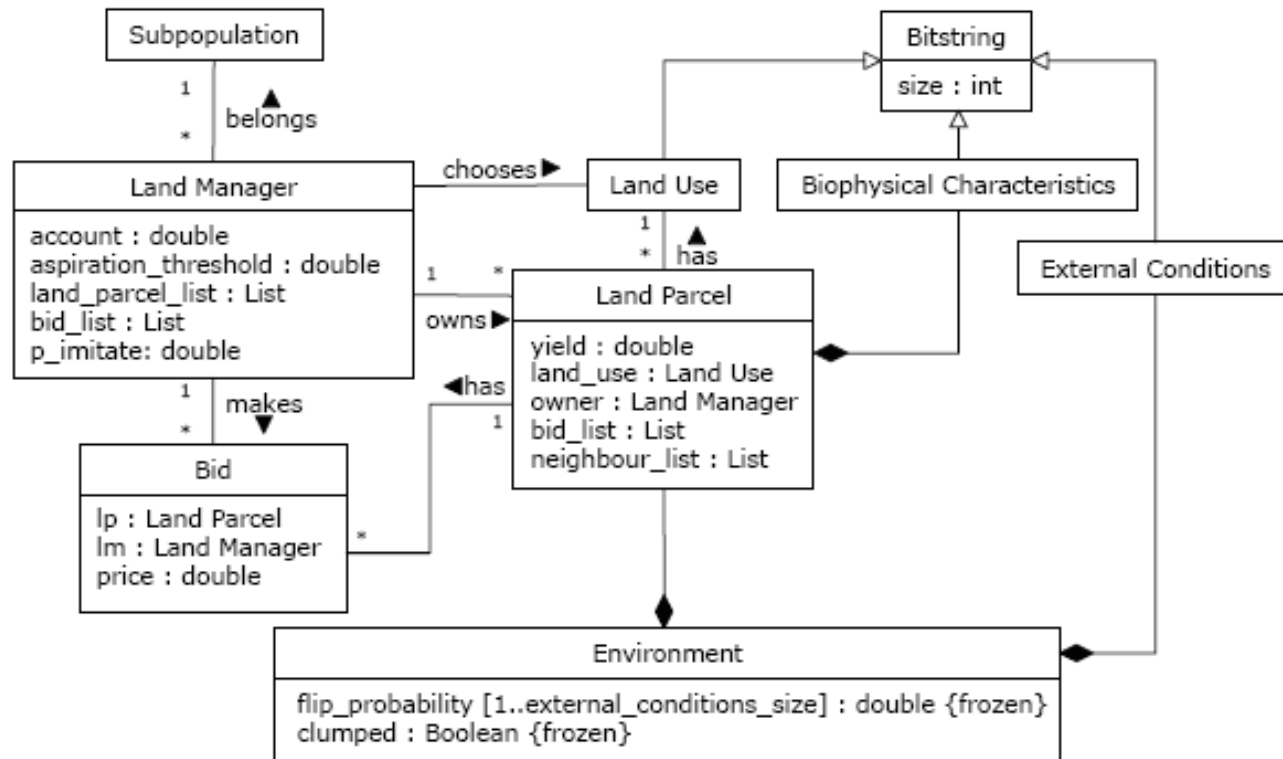 Subpopulation
1
belongs ▲
*
Land Manager
account : double
aspiration_threshold : double
land_parcel_list : List
bid_list : List
p_imitate: double
chooses ▶
Land Use
1
*
has ▲
Bitstring
size : int
Biophysical Characteristics
External Conditions
1
*
owns ▶
Land Parcel
yield : double
land_use : Land Use
owner : Land Manager
bid_list : List
neighbour_list : List
1
makes ▼
*
◀has
1
*
Bid
lp : Land Parcel
lm : Land Manager
price : double
Environment
flip_probability [1..external_conditions_size] : double {frozen}
clumped : Boolean {frozen}